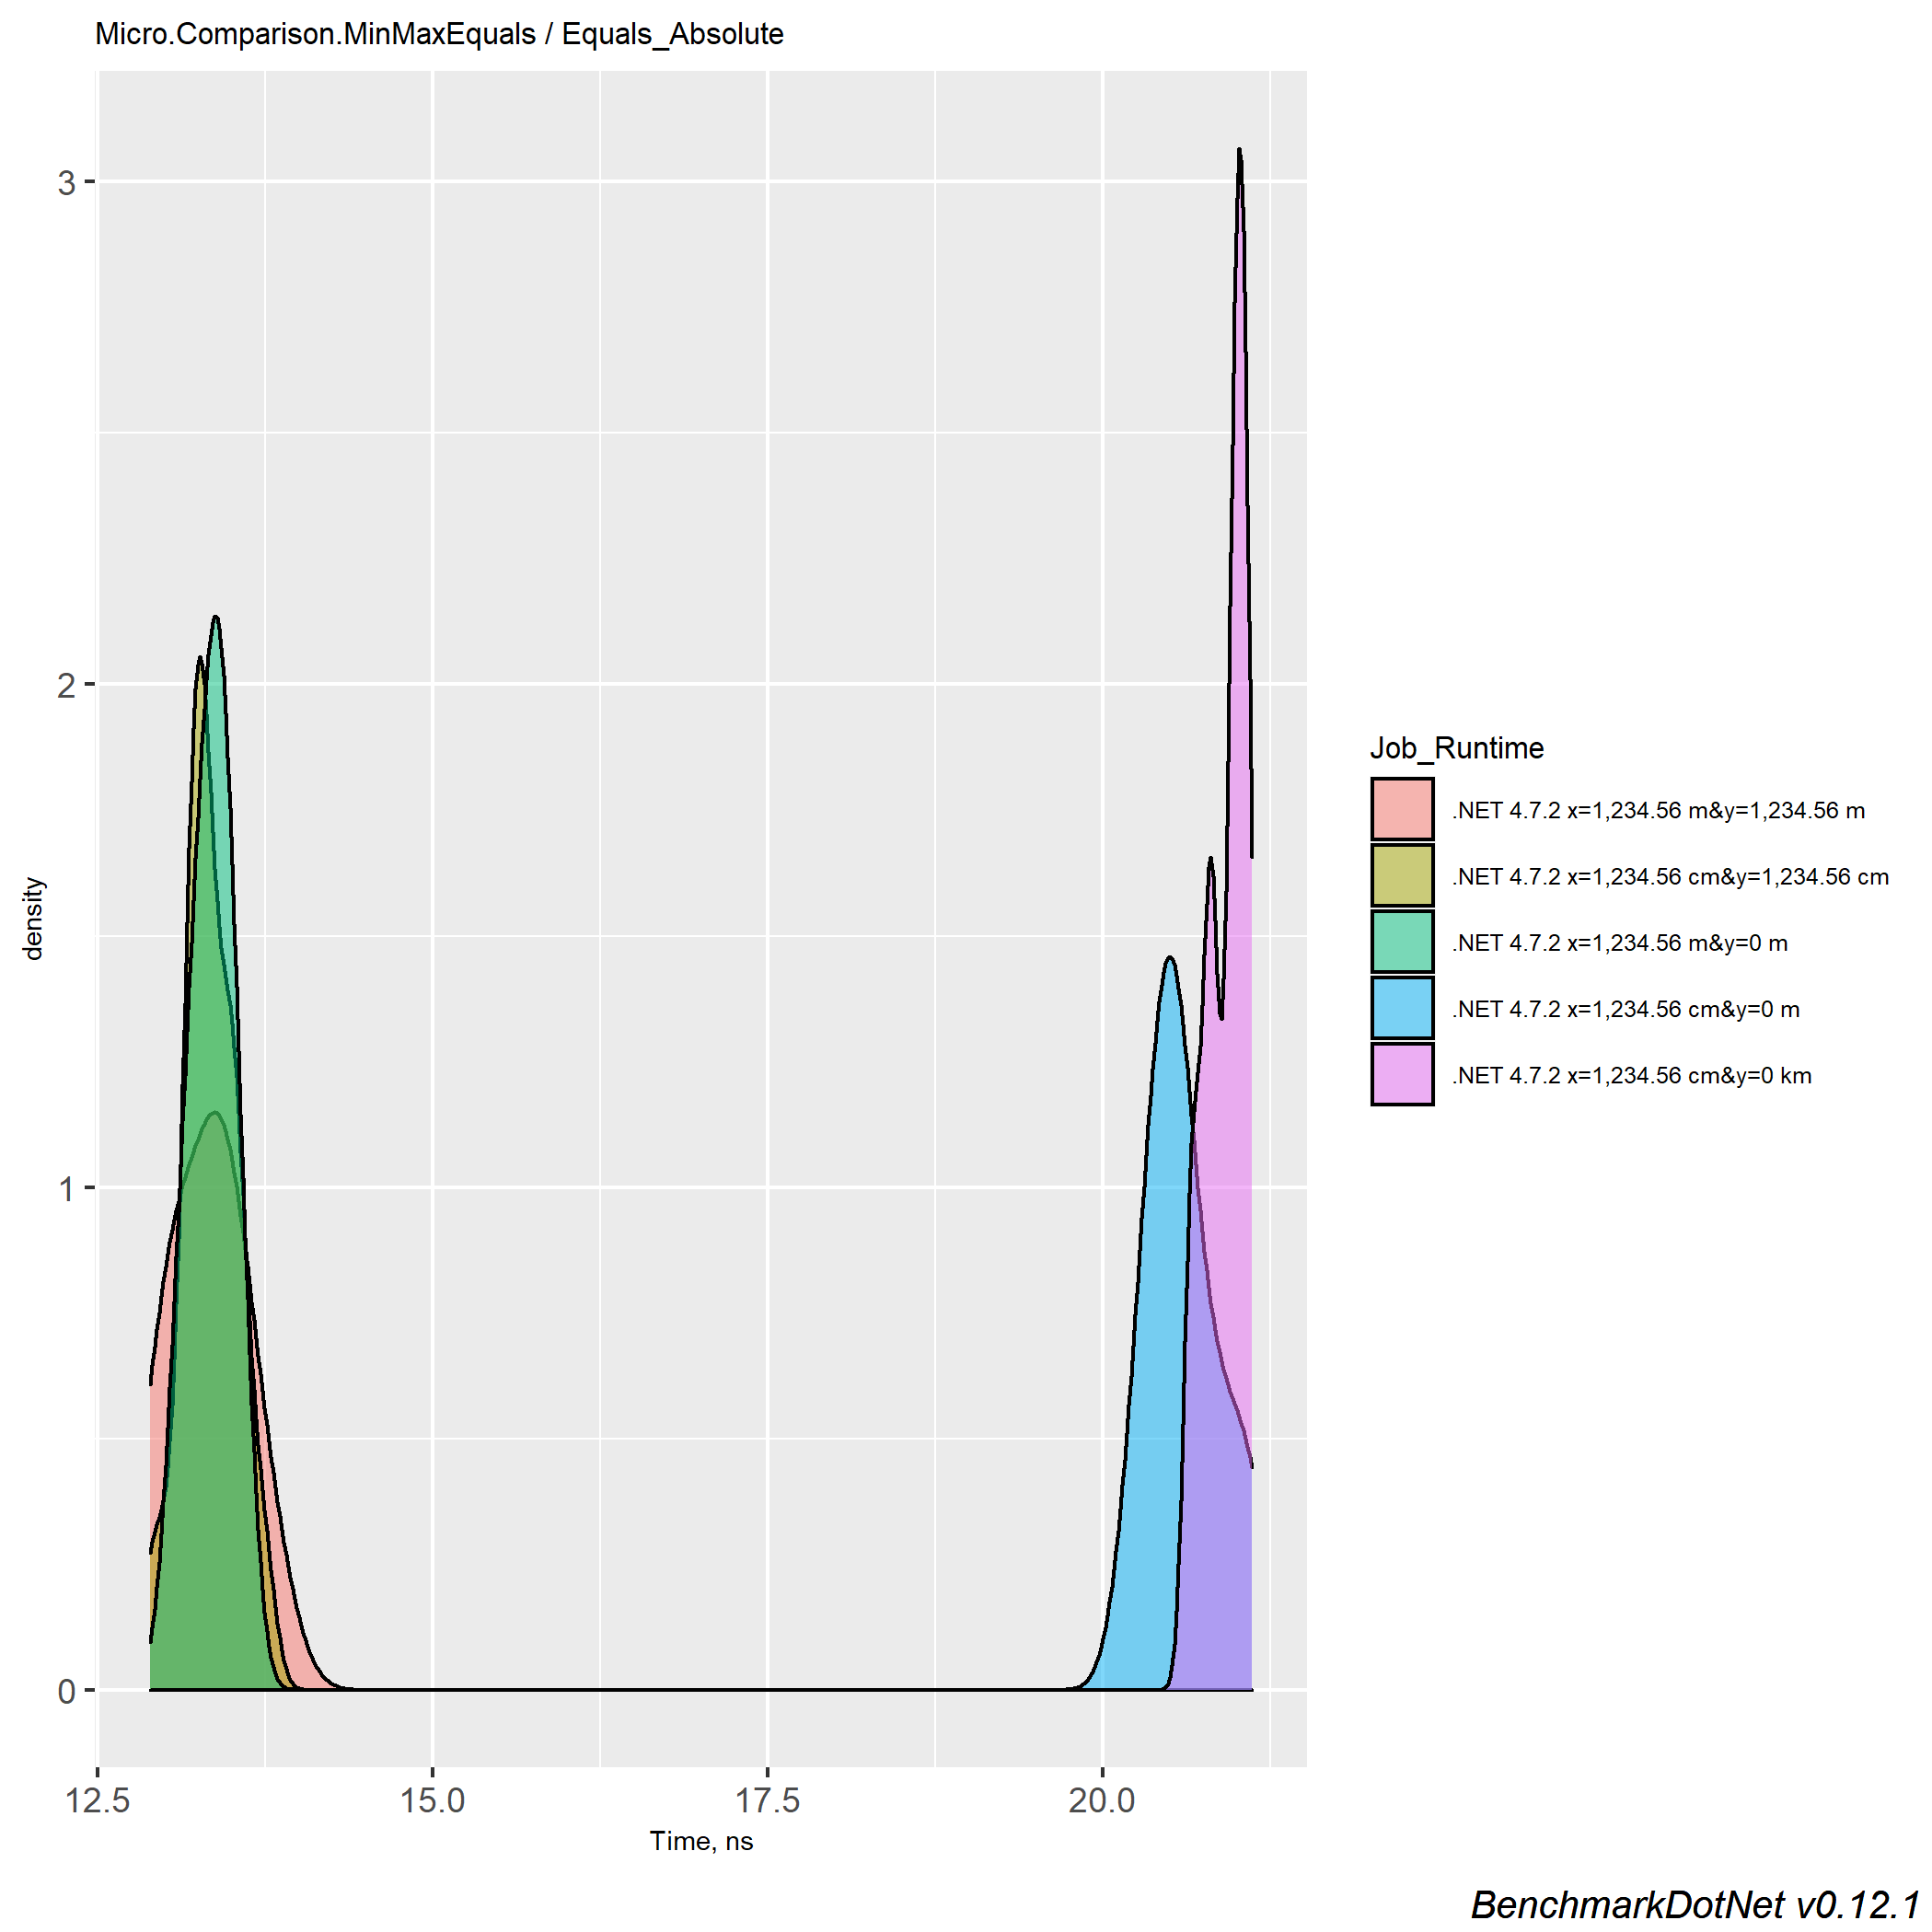 Micro.Comparison.MinMaxEquals / Equals_Absolute
3
2
1
0
density
12.5 15.0 17.5 20.0
Time, ns
Job_Runtime
.NET 4.7.2 x=1,234.56 m&y=1,234.56 m
.NET 4.7.2 x=1,234.56 cm&y=1,234.56 cm
.NET 4.7.2 x=1,234.56 m&y=0 m
.NET 4.7.2 x=1,234.56 cm&y=0 m
.NET 4.7.2 x=1,234.56 cm&y=0 km
BenchmarkDotNet v0.12.1